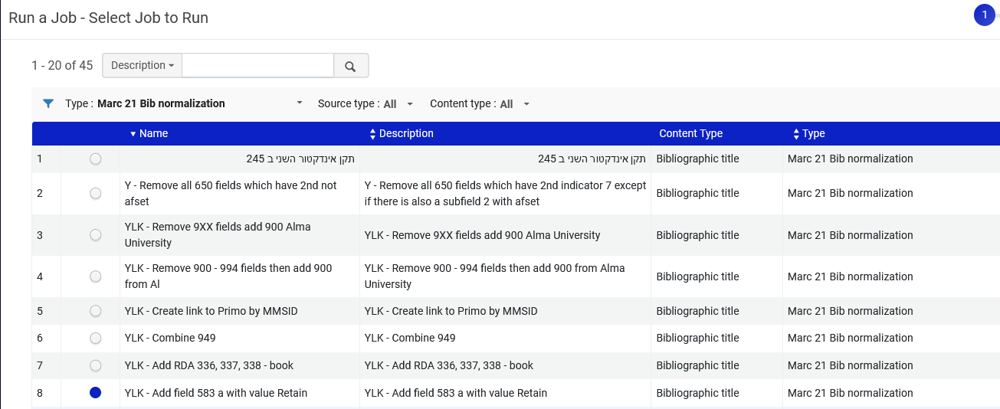 Run a Job - Select Job to Run
1
1 - 20 of 45
Description
Type : Marc 21 Bib normalization
Source type : All
Content type : All
Name Description Content Type Type
1 תקן אינדקטור השני ב 245 תקן אינדקטור השני ב 245 Bibliographic title Marc 21 Bib normalization
2 Y - Remove all 650 fields which have 2nd not
afset
Y - Remove all 650 fields which have 2nd indicator 7 except
if there is also a subfield 2 with afset
Bibliographic title Marc 21 Bib normalization
3 YLK - Remove 9XX fields add 900 Alma
University
YLK - Remove 9XX fields add 900 Alma University Bibliographic title Marc 21 Bib normalization
4 YLK - Remove 900 - 994 fields then add 900
from Al
YLK - Remove 900 - 994 fields then add 900 from Alma
University
Bibliographic title Marc 21 Bib normalization
5 YLK - Create link to Primo by MMSID YLK - Create link to Primo by MMSID Bibliographic title Marc 21 Bib normalization
6 YLK - Combine 949 YLK - Combine 949 Bibliographic title Marc 21 Bib normalization
7 YLK - Add RDA 336, 337, 338 - book YLK - Add RDA 336, 337, 338 - book Bibliographic title Marc 21 Bib normalization
8 YLK - Add field 583 a with value Retain YLK - Add field 583 a with value Retain Bibliographic title Marc 21 Bib normalization